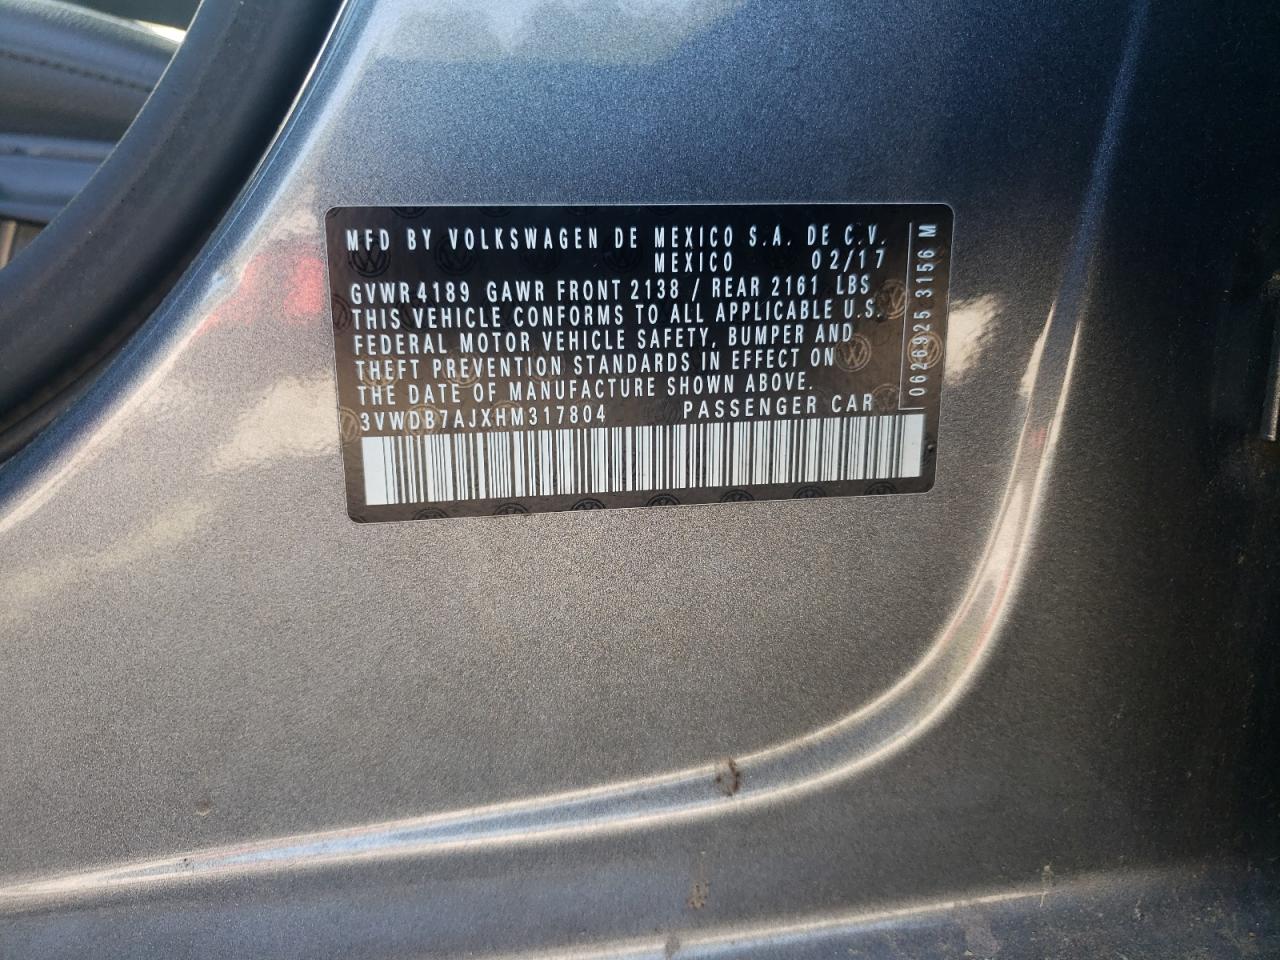 MFD BY VOLKSWAGEN DE MEXICO S.A. DE C.V.
MEXICO 02/17
GVWR 4189 GAWR FRONT 2138 / REAR 2161 LBS
THIS VEHICLE CONFORMS TO ALL APPLICABLE U.S.
FEDERAL MOTOR VEHICLE SAFETY, BUMPER AND
THEFT PREVENTION STANDARDS IN EFFECT ON
THE DATE OF MANUFACTURE SHOWN ABOVE.
3VWDB7AJXHM317804 PASSENGER CAR
0626925 3156 M